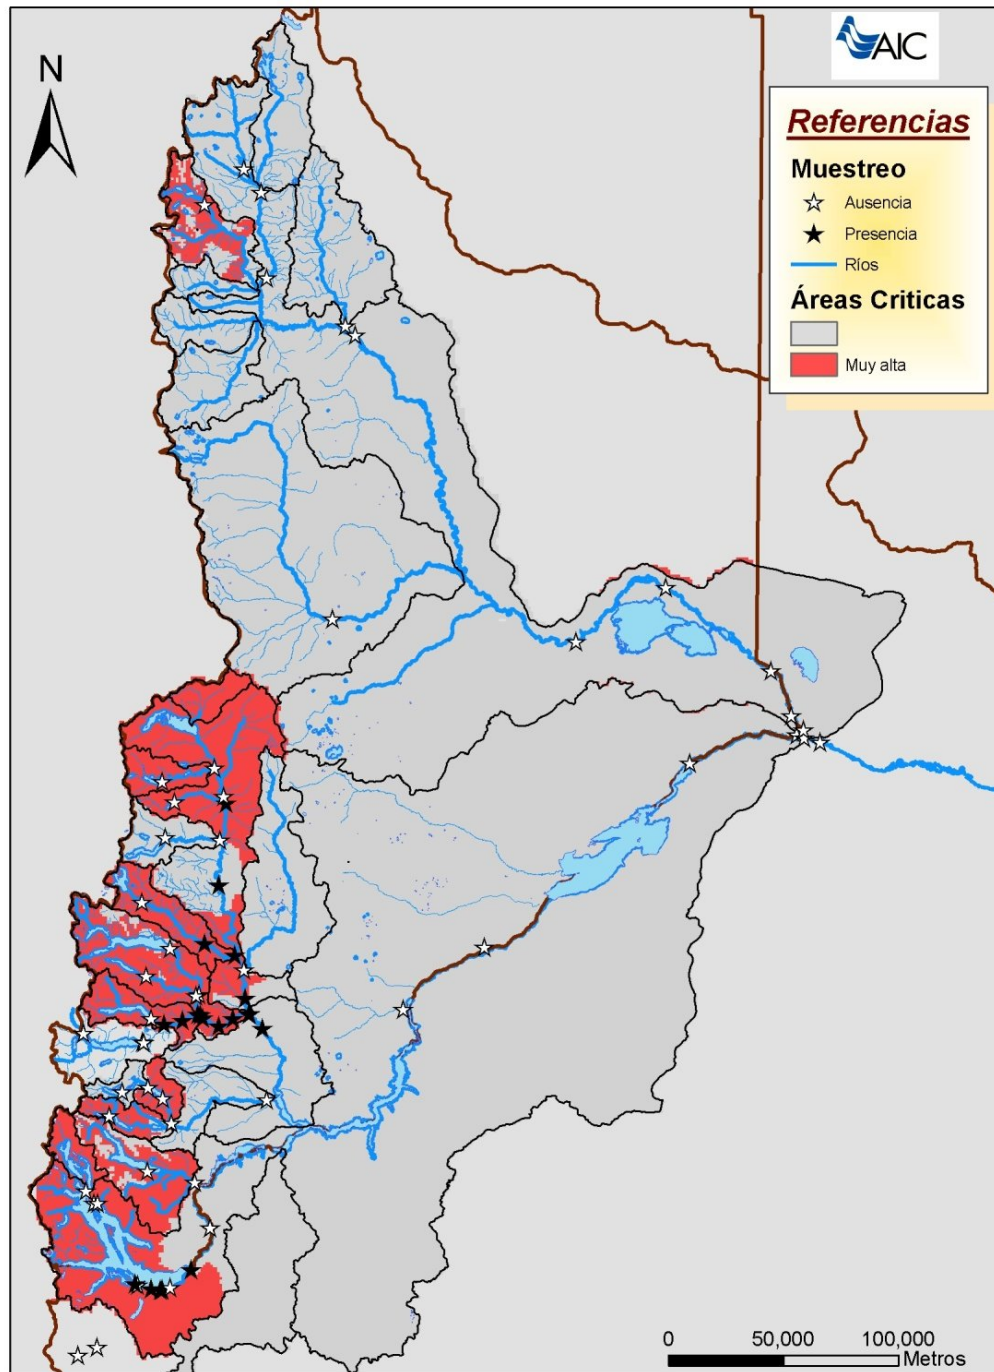 N
AIC
Referencias
Muestreo
Ausencia
Presencia
Ríos
Áreas Criticas
Muy alta
0 50,000 100,000
Metros